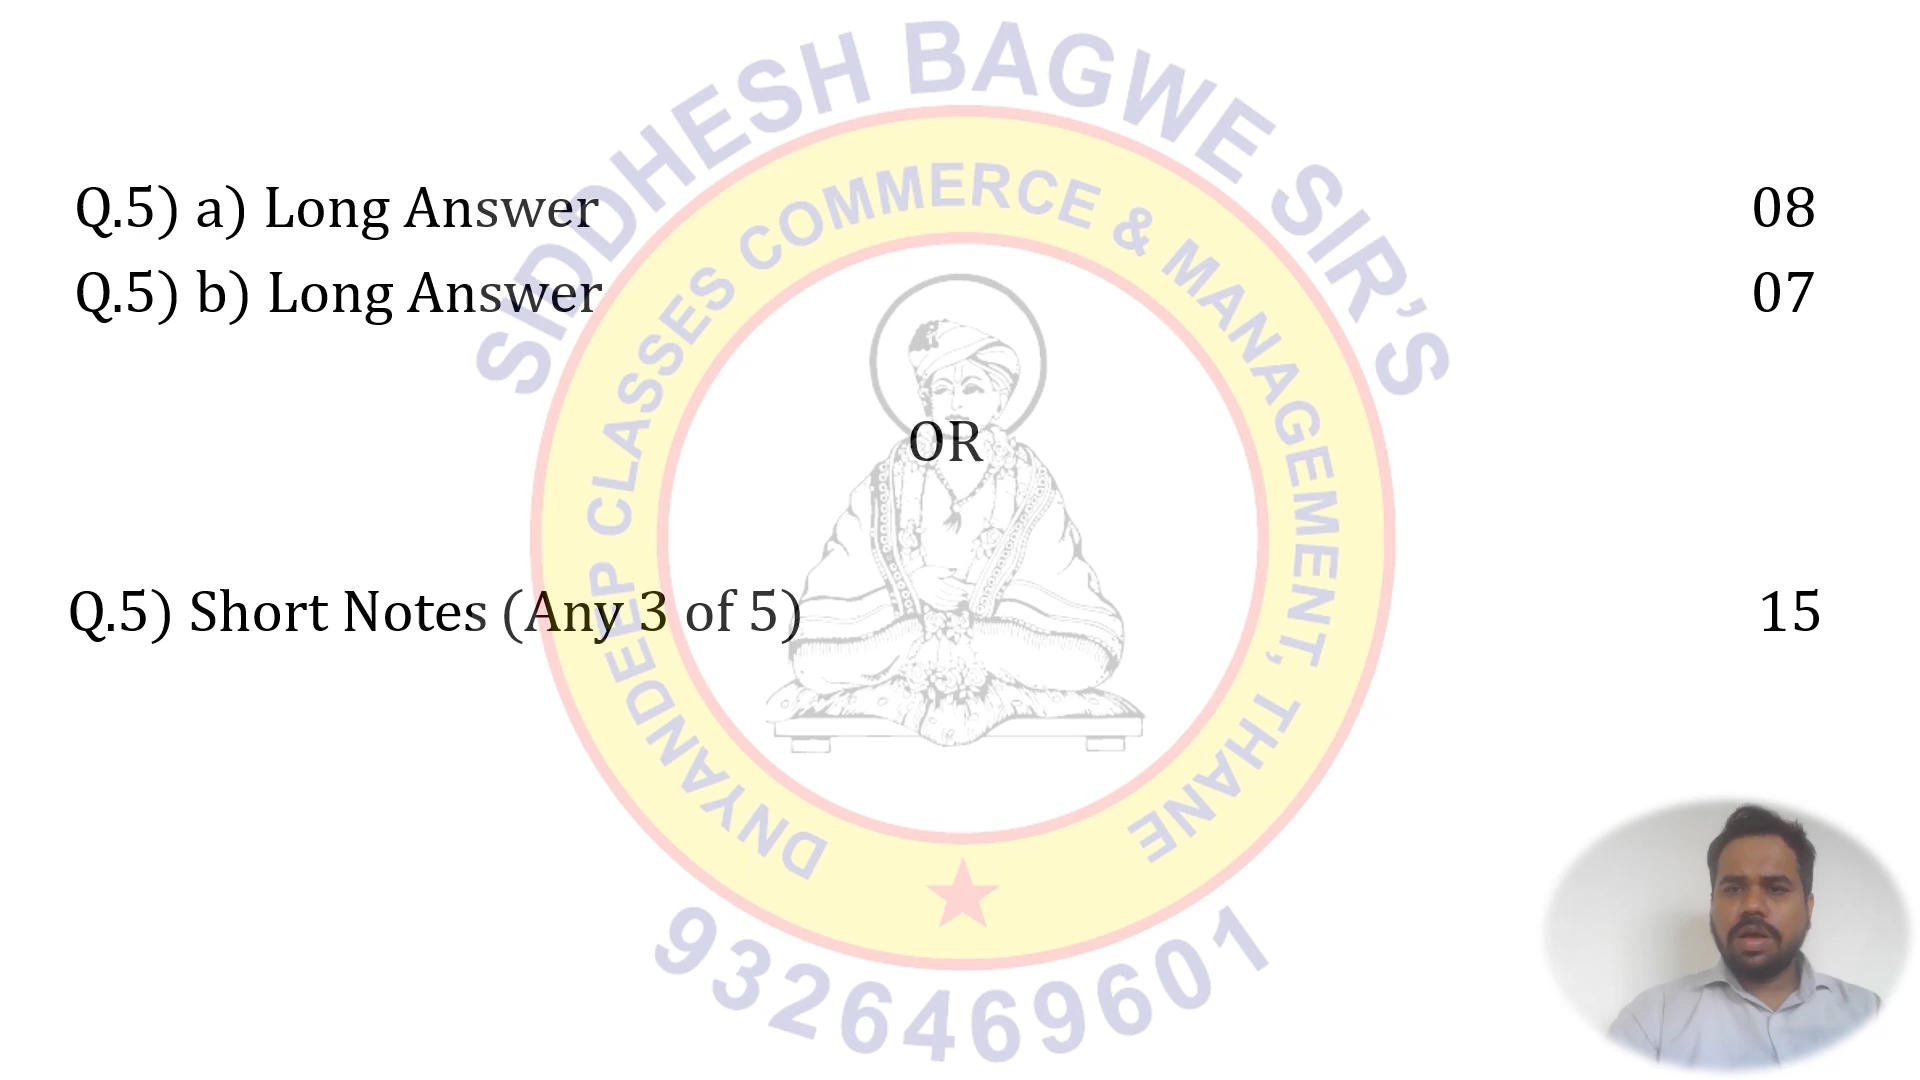 SIDDHESH BAGWE SIR'S
DNYANDEEP CLASSES COMMERCE & MANAGEMENT, THANE
Q.5) a) Long Answer 08
Q.5) b) Long Answer 07
OR
Q.5) Short Notes (Any 3 of 5) 15
9326469601